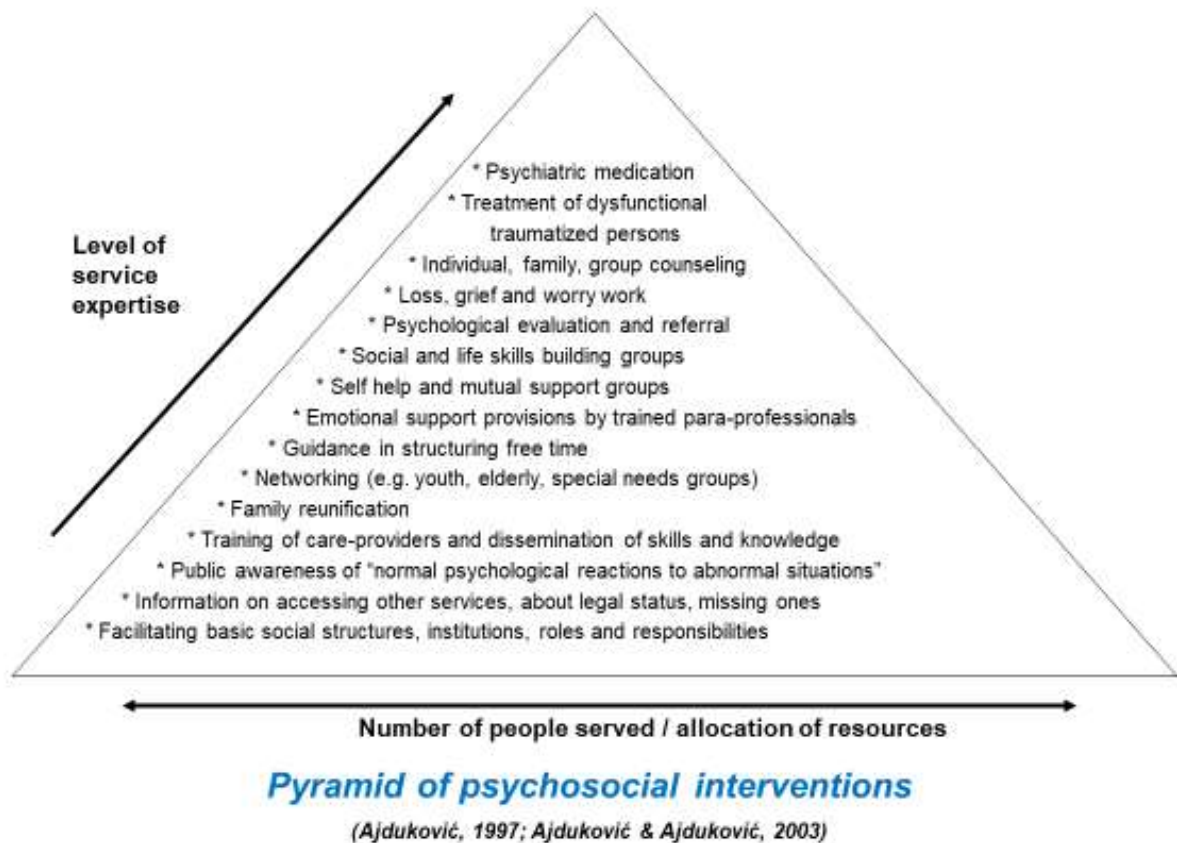 * Psychiatric medication
* Treatment of dysfunctional
traumatized persons
Level of
service
expertise
* Individual, family, group counseling
* Loss, grief and worry work
* Psychological evaluation and referral
* Social and life skills building groups
* Self help and mutual support groups
* Emotional support provisions by trained para-professionals
* Guidance in structuring free time
* Networking (e.g. youth, elderly, special needs groups)
* Family reunification
* Training of care-providers and dissemination of skills and knowledge
* Public awareness of “normal psychological reactions to abnormal situations”
* Information on accessing other services, about legal status, missing ones
* Facilitating basic social structures, institutions, roles and responsibilities
Number of people served / allocation of resources
Pyramid of psychosocial interventions
(Ajduković, 1997; Ajduković & Ajduković, 2003)